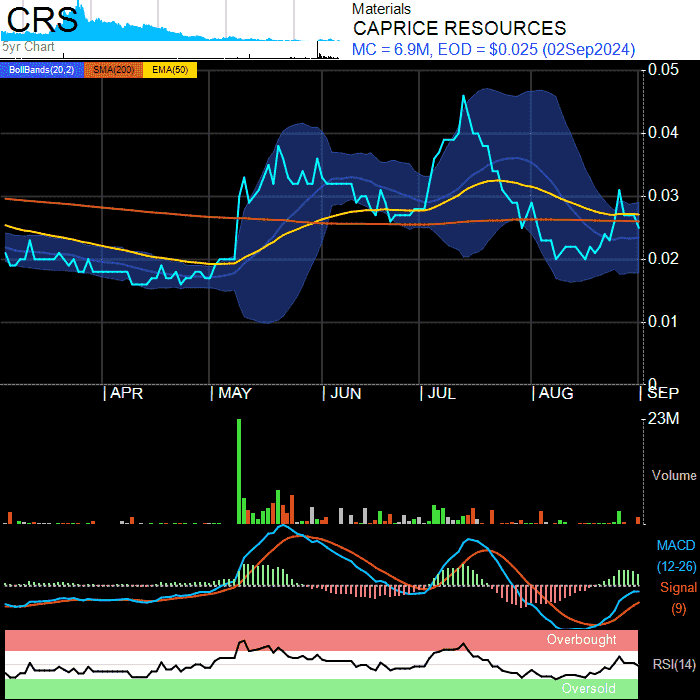 CRS
5yr Chart
Materials
CAPRICE RESOURCES
MC = 6.9M, EOD = $0.025 (02Sep2024)
BollBands(20,2) SMA(200) EMA(50)
0.05
0.04
0.03
0.02
0.01
0
APR MAY JUN JUL AUG SEP
23M
Volume
MACD
(12-26)
Signal
(9)
Overbought
RSI(14)
Oversold